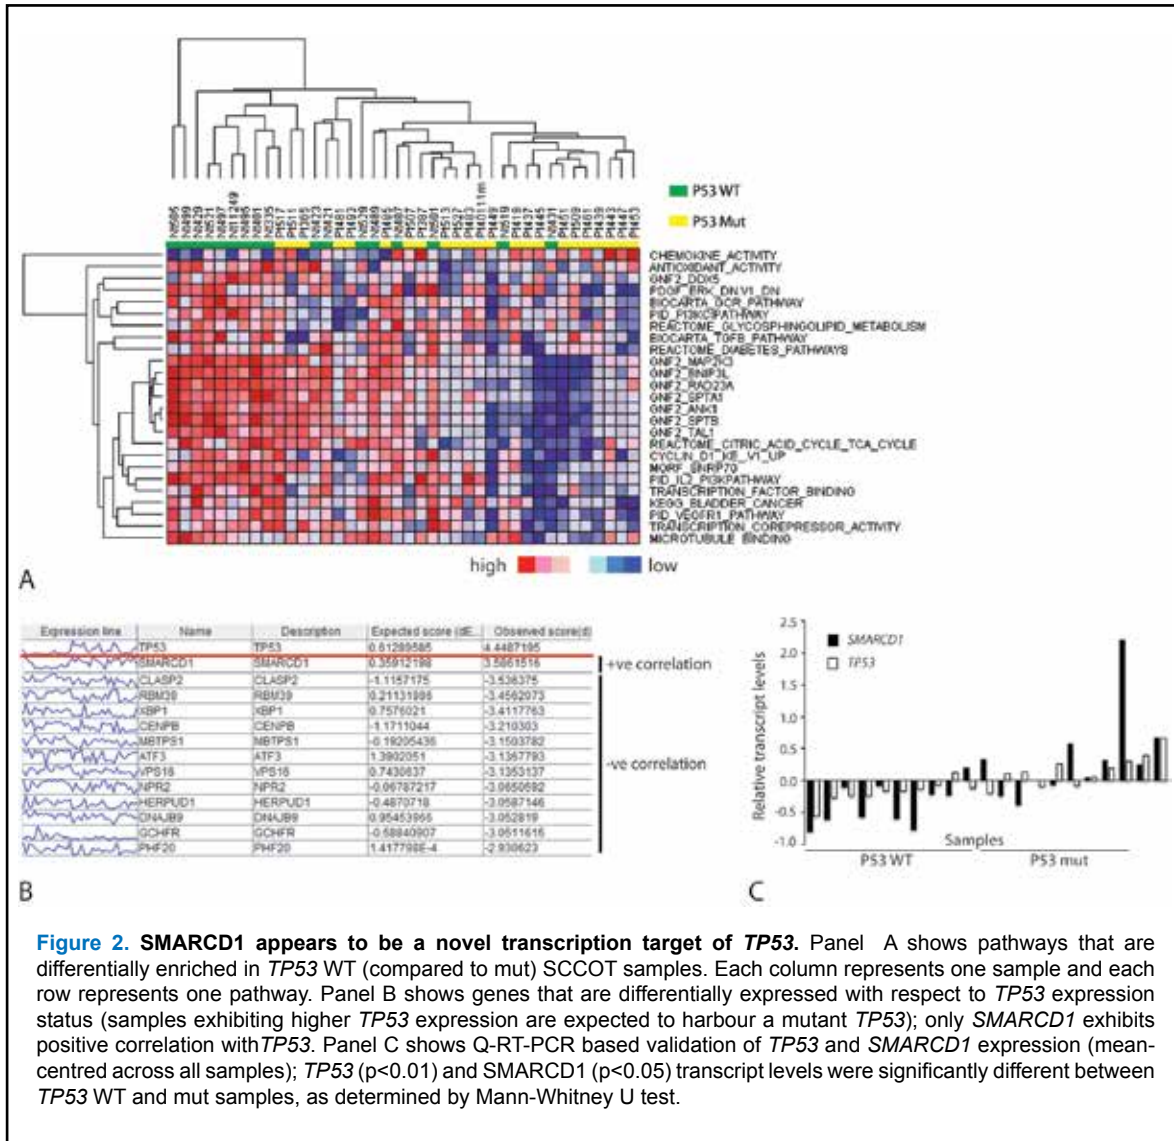 P53 WT
P53 Mut
CHEMOKINE_ACTIVITY
ANTIOXIDANT_ACTIVITY
GNF2_DDX5
PDGF_ERK_DN.V1_DN
BIOCARTA_GCR_PATHWAY
PID_PI3KCIPATHWAY
REACTOME_GLYCOSPHINGOLIPID_METABOLISM
BIOCARTA_TGFB_PATHWAY
REACTOME_DIABETES_PATHWAYS
GNF2_MAP2K3
GNF2_BNIP3L
GNF2_RAD23A
GNF2_SPTA1
GNF2_ANK1
GNF2_SPTB
GNF2_TAL1
REACTOME_CITRIC_ACID_CYCLE_TCA_CYCLE
CYCLIN_D1_KE_V1_UP
MORF_SNRP70
PID_IL2_PI3KPATHWAY
TRANSCRIPTION_FACTOR_BINDING
KEGG_BLADDER_CANCER
PID_VEGFR1_PATHWAY
TRANSCRIPTION_COREPRESSOR_ACTIVITY
MICROTUBULE_BINDING
high low
A
Expression line Name Description Expected score (dE... Observed score(d)
TP53 TP53 0.61289585 4.4487195
SMARCD1 SMARCD1 0.35912198 3.5861516
CLASP2 CLASP2 -1.1157175 -3.536375
RBM39 RBM39 0.21131986 -3.4562073
XBP1 XBP1 0.7576021 -3.4117763
CENPB CENPB -1.1711044 -3.210303
MBTPS1 MBTPS1 -0.19205436 -3.1503782
ATF3 ATF3 1.3902051 -3.1367793
VPS16 VPS16 0.7430637 -3.1353137
NPR2 NPR2 -0.06787217 -3.0650592
HERPUD1 HERPUD1 -0.4870718 -3.0587146
DNAJB9 DNAJB9 0.95453966 -3.052819
GCHFR GCHFR -0.58840907 -3.0511616
PHF20 PHF20 1.417798E-4 -2.930623
+ve correlation
-ve correlation
B
Relative transcript levels
2.5
2.0
1.5
1.0
0.5
0.0
-0.5
-1.0
SMARCD1
TP53
Samples
P53 WT P53 mut
C
Figure 2. SMARCD1 appears to be a novel transcription target of TP53. Panel A shows pathways that are
differentially enriched in TP53 WT (compared to mut) SCCOT samples. Each column represents one sample and each
row represents one pathway. Panel B shows genes that are differentially expressed with respect to TP53 expression
status (samples exhibiting higher TP53 expression are expected to harbour a mutant TP53); only SMARCD1 exhibits
positive correlation withTP53. Panel C shows Q-RT-PCR based validation of TP53 and SMARCD1 expression (mean-
centred across all samples); TP53 (p<0.01) and SMARCD1 (p<0.05) transcript levels were significantly different between
TP53 WT and mut samples, as determined by Mann-Whitney U test.